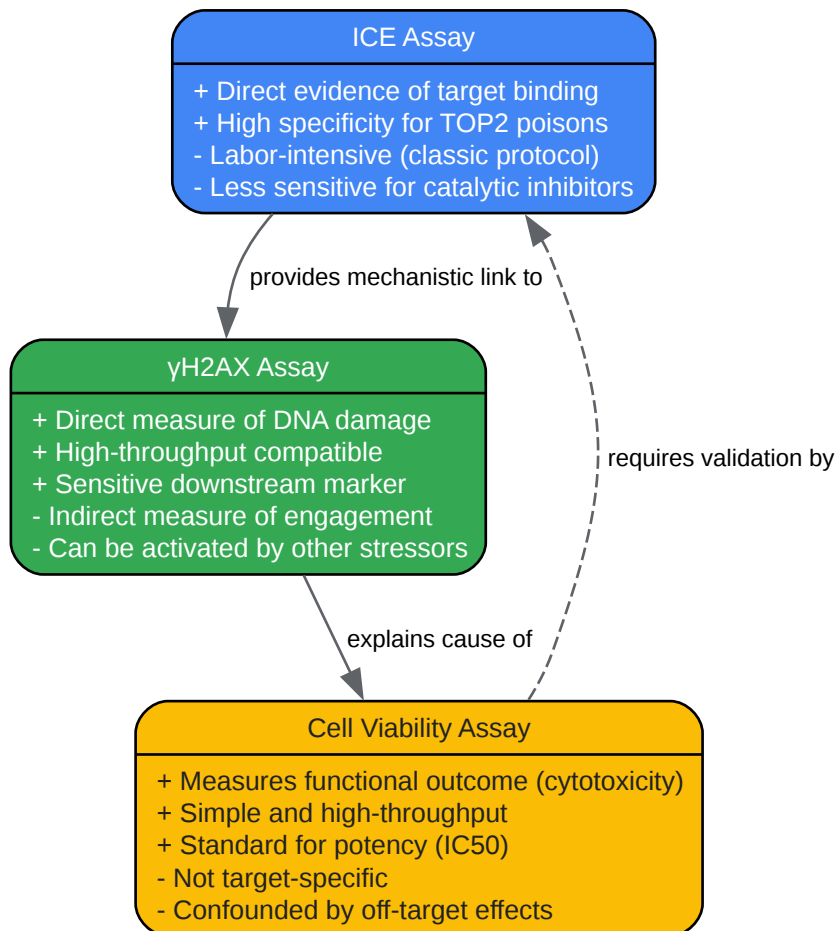 ICE Assay
+ Direct evidence of target binding
+ High specificity for TOP2 poisons
- Labor-intensive (classic protocol)
- Less sensitive for catalytic inhibitors
provides mechanistic link to
γH2AX Assay
+ Direct measure of DNA damage
+ High-throughput compatible
+ Sensitive downstream marker
- Indirect measure of engagement
- Can be activated by other stressors
requires validation by
explains cause of
Cell Viability Assay
+ Measures functional outcome (cytotoxicity)
+ Simple and high-throughput
+ Standard for potency (IC50)
- Not target-specific
- Confounded by off-target effects